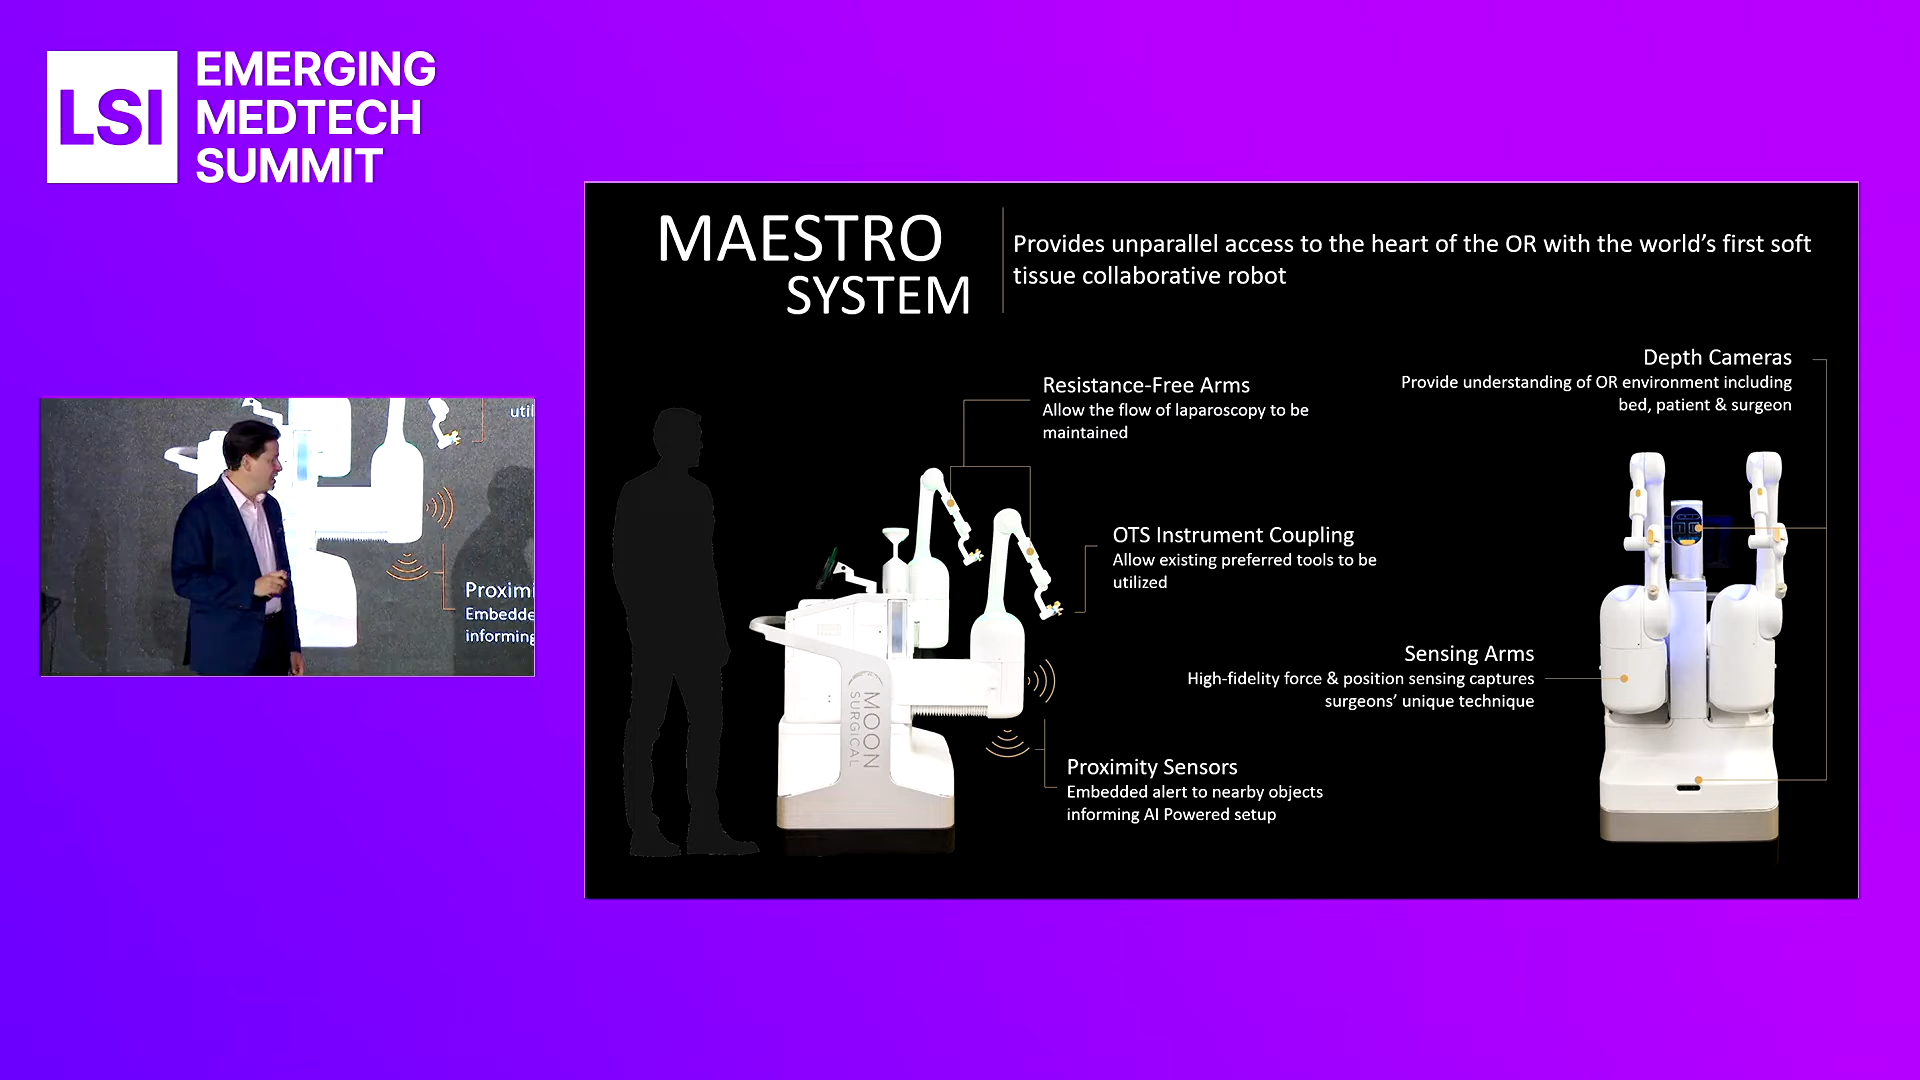 LSI
EMERGING
MEDTECH
SUMMIT
MAESTRO
SYSTEM
Provides unparallel access to the heart of the OR with the world's first soft
tissue collaborative robot
Resistance-Free Arms
Allow the flow of laparoscopy to be
maintained
Depth Cameras
Provide understanding of OR environment including
bed, patient & surgeon
OTS Instrument Coupling
Allow existing preferred tools to be
utilized
Sensing Arms
High-fidelity force & position sensing captures
surgeons' unique technique
Proximity Sensors
Embedded alert to nearby objects
informing AI Powered setup
MOON
SURGICAL
util
Proximi
Embedde
informing